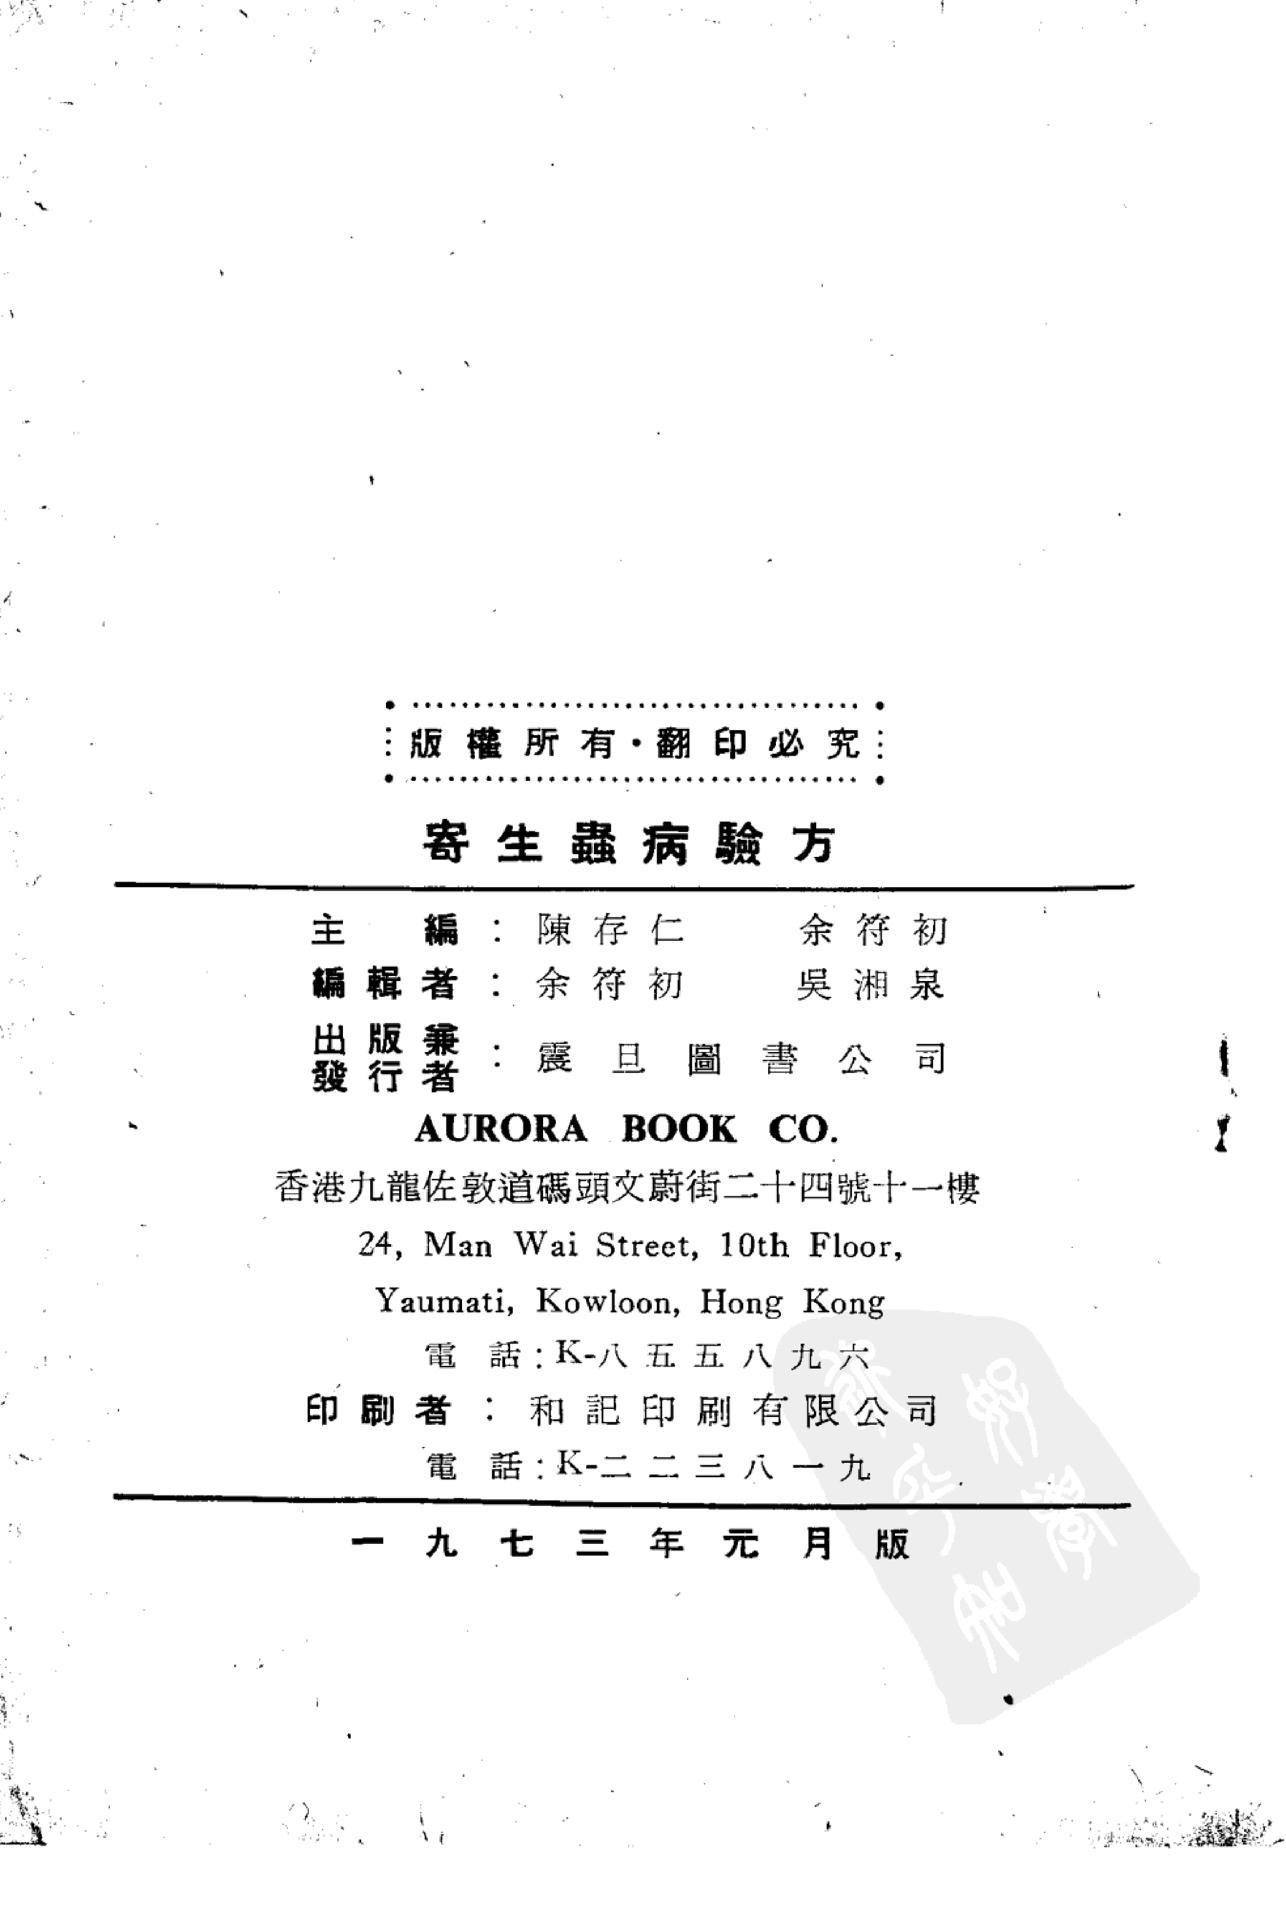 版權所有·翻印必究
寄生蟲病驗方
主編：陳存仁 余符初
編輯者：余符初 吳湘泉
出版兼發行者：震旦圖書公司
AURORA BOOK CO.
香港九龍佐敦道碼頭文蔚街二十四號十一樓
24, Man Wai Street, 10th Floor,
Yaumati, Kowloon, Hong Kong
電話：K-八五五八九六
印刷者：和記印刷有限公司
電話：K-二二三八一九
一九七三年元月版